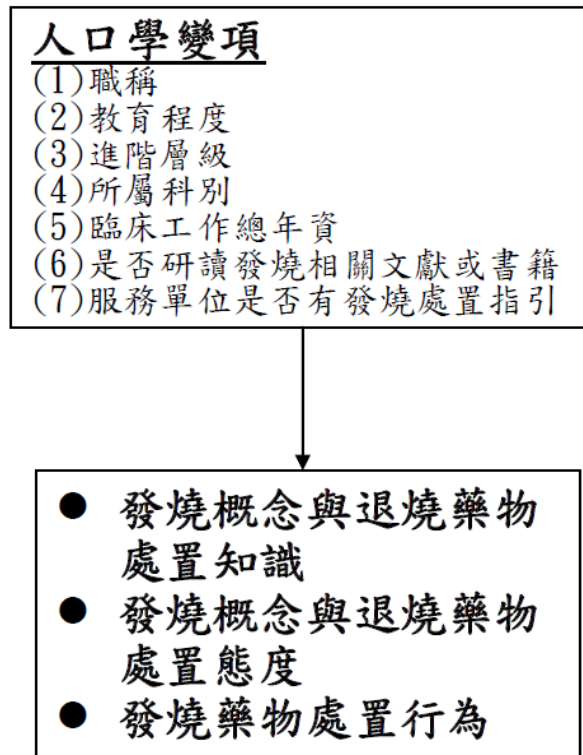 人口學變項
(1)職稱
(2)教育程度
(3)進階層級
(4)所屬科別
(5)臨床工作總年資
(6)是否研讀發燒相關文獻或書籍
(7)服務單位是否有發燒處置指引
● 發燒概念與退燒藥物
處置知識
● 發燒概念與退燒藥物
處置態度
● 發燒藥物處置行為